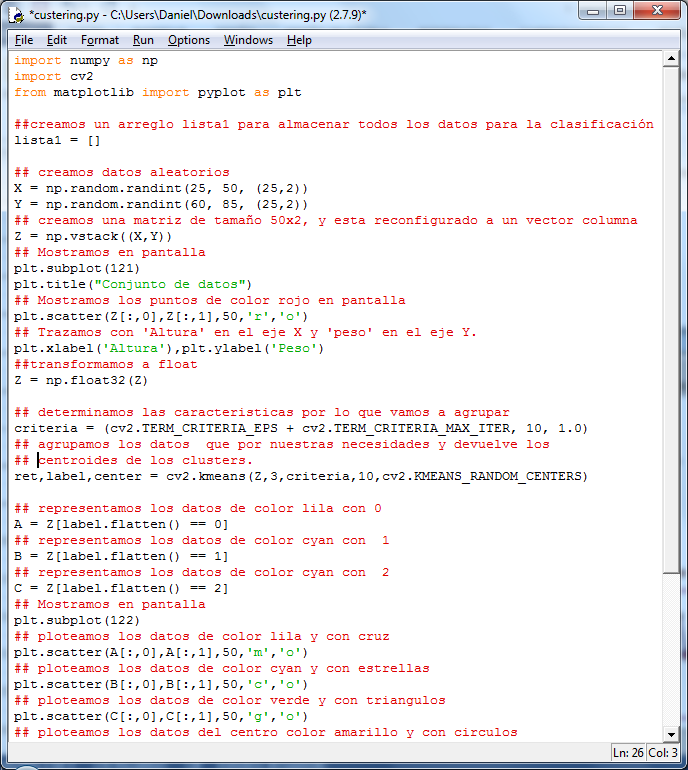 *custering.py - C:\Users\Daniel\Downloads\custering.py (2.7.9)*
File Edit Format Run Options Windows Help
import numpy as np
import cv2
from matplotlib import pyplot as plt
##creamos un arreglo lista1 para almacenar todos los datos para la clasificación
lista1 = []
## creamos datos aleatorios
X = np.random.randint(25, 50, (25,2))
Y = np.random.randint(60, 85, (25,2))
## creamos una matriz de tamaño 50x2, y esta reconfigurado a un vector columna
Z = np.vstack((X,Y))
## Mostramos en pantalla
plt.subplot(121)
plt.title("Conjunto de datos")
## Mostramos los puntos de color rojo en pantalla
plt.scatter(Z[:,0],Z[:,1],50,'r','o')
## Trazamos con 'Altura' en el eje X y 'peso' en el eje Y.
plt.xlabel('Altura'),plt.ylabel('Peso')
##transformamos a float
Z = np.float32(Z)
## determinamos las caracteristicas por lo que vamos a agrupar
criteria = (cv2.TERM_CRITERIA_EPS + cv2.TERM_CRITERIA_MAX_ITER, 10, 1.0)
## agrupamos los datos  que por nuestras necesidades y devuelve los
## centroides de los clusters.
ret,label,center = cv2.kmeans(Z,3,criteria,10,cv2.KMEANS_RANDOM_CENTERS)
## representamos los datos de color lila con 0
A = Z[label.flatten() == 0]
## representamos los datos de color cyan con  1
B = Z[label.flatten() == 1]
## representamos los datos de color cyan con  2
C = Z[label.flatten() == 2]
## Mostramos en pantalla
plt.subplot(122)
## ploteamos los datos de color lila y con cruz
plt.scatter(A[:,0],A[:,1],50,'m','o')
## ploteamos los datos de color cyan y con estrellas
plt.scatter(B[:,0],B[:,1],50,'c','o')
## ploteamos los datos de color verde y con triangulos
plt.scatter(C[:,0],C[:,1],50,'g','o')
## ploteamos los datos del centro color amarillo y con circulos
Ln: 26 Col: 3